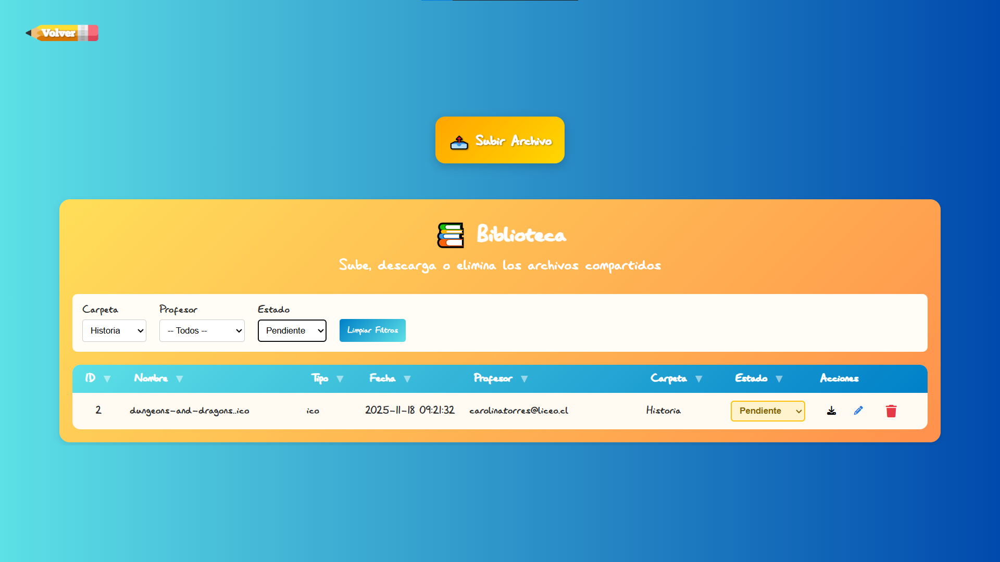 Volver
Subir Archivo
Biblioteca
Sube, descarga o elimina los archivos compartidos
Carpeta Profesor Estado
Historia -- Todos -- Pendiente Limpiar Filtros
ID ▼ Nombre ▼ Tipo ▼ Fecha ▼ Profesor ▼ Carpeta ▼ Estado ▼ Acciones
2 dungeons-and-dragons..ico ico 2025-11-18 09:21:32 carolinatorres@liceo.cl Historia Pendiente